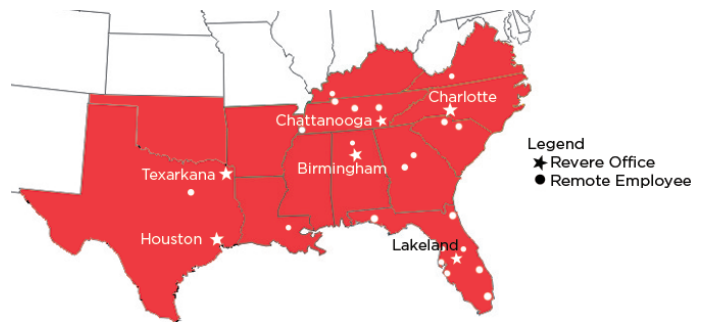 Charlotte
Chattanooga
Birmingham
Texarkana
Houston
Lakeland
Legend
Revere Office
Remote Employee